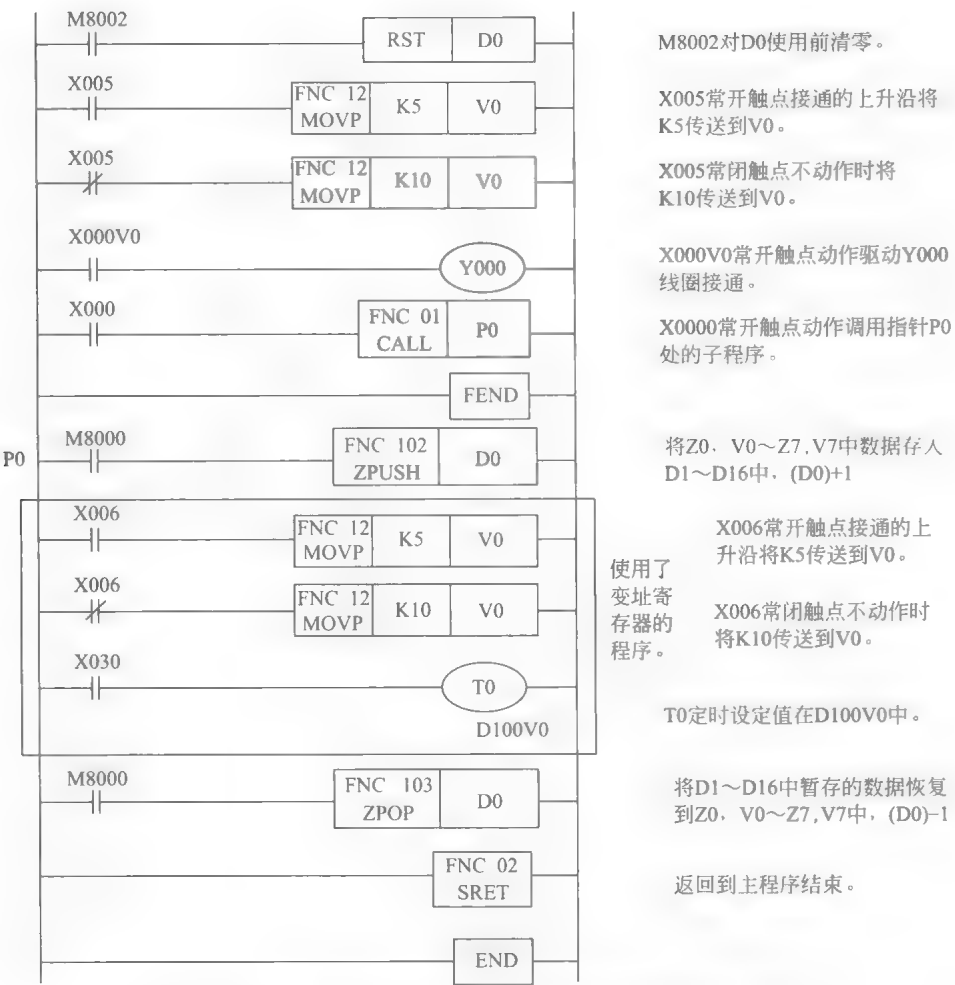 M8002
RST D0
M8002对D0使用前清零。
X005
FNC 12
MOVP K5 V0
X005常开触点接通的上升沿将
K5传送到V0。
X005
FNC 12
MOVP K10 V0
X005常闭触点不动作时将
K10传送到V0。
X000V0
Y000
X000V0常开触点动作驱动Y000
线圈接通。
X000
FNC 01
CALL P0
X0000常开触点动作调用指针P0
处的子程序。
FEND
P0
M8000
FNC 102
ZPUSH D0
将Z0，V0～Z7,V7中数据存入
D1～D16中，(D0)+1
X006
FNC 12
MOVP K5 V0
X006常开触点接通的上
升沿将K5传送到V0。
使用了
变址寄
存器的
程序。
X006
FNC 12
MOVP K10 V0
X006常闭触点不动作时
将K10传送到V0。
X030
T0
D100V0
T0定时设定值在D100V0中。
M8000
FNC 103
ZPOP D0
将D1～D16中暂存的数据恢复
到Z0，V0～Z7,V7中，(D0)−1
FNC 02
SRET
返回到主程序结束。
END